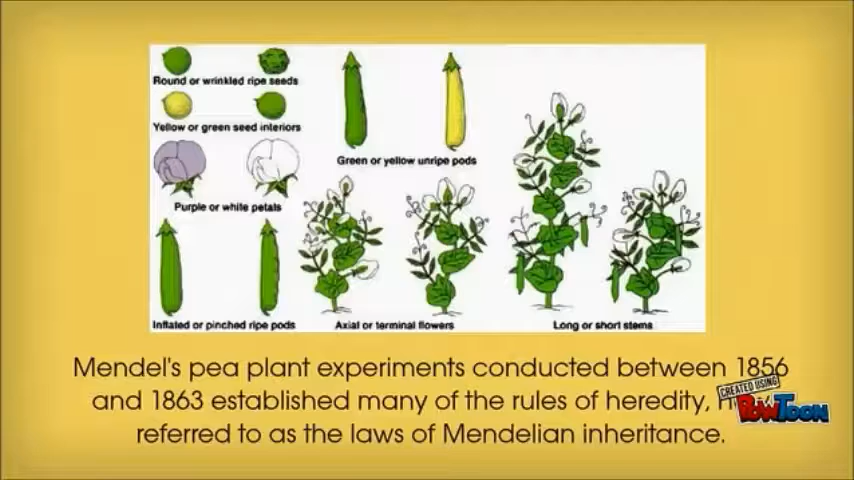 Round or wrinkled ripe seeds
Yellow or green seed interiors
Green or yellow unripe pods
Purple or white petals
Inflated or pinched ripe pods
Axial or terminal flowers
Long or short stems
Mendel's pea plant experiments conducted between 1856
and 1863 established many of the rules of heredity,
referred to as the laws of Mendelian inheritance.
CREATED USING
POWTOON